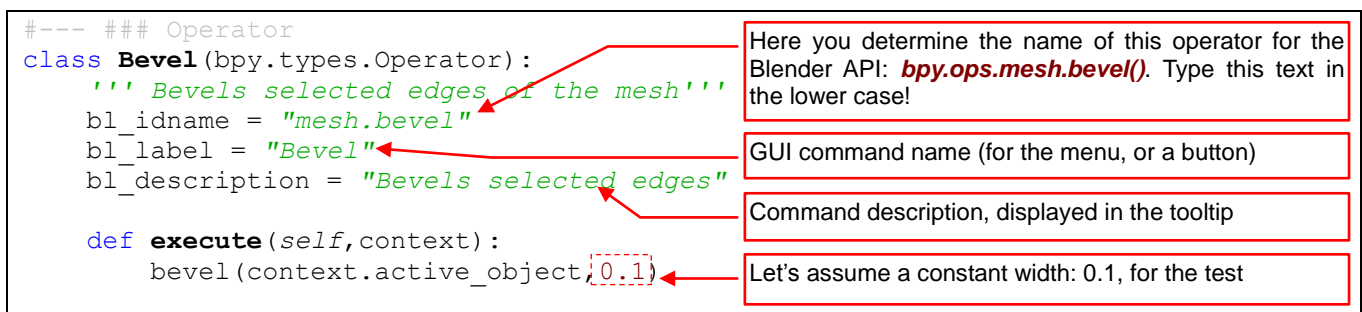 #--- ### Operator
class Bevel(bpy.types.Operator):
    ''' Bevels selected edges of the mesh'''
    bl_idname = "mesh.bevel"
    bl_label = "Bevel"
    bl_description = "Bevels selected edges"
    def execute(self,context):
        bevel(context.active_object,0.1)
Here you determine the name of this operator for the
Blender API: bpy.ops.mesh.bevel(). Type this text in
the lower case!
GUI command name (for the menu, or a button)
Command description, displayed in the tooltip
Let's assume a constant width: 0.1, for the test